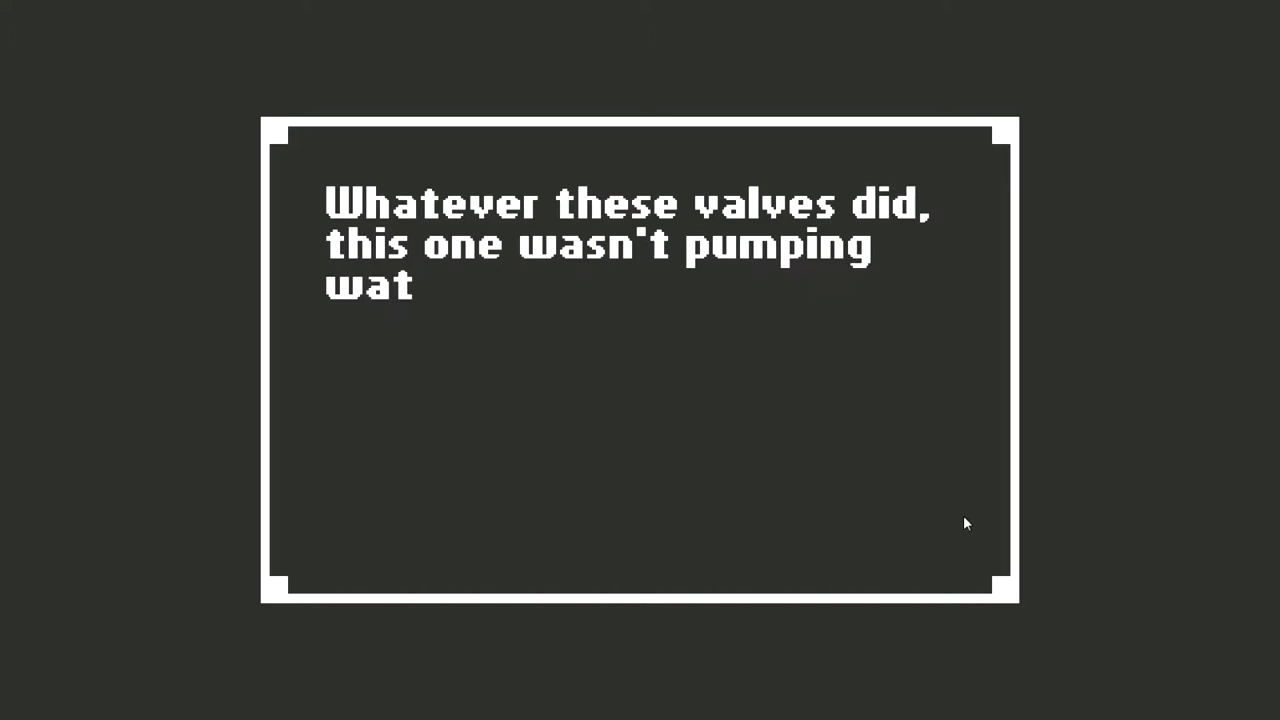 Whatever these valves did,
this one wasn't pumping
wat